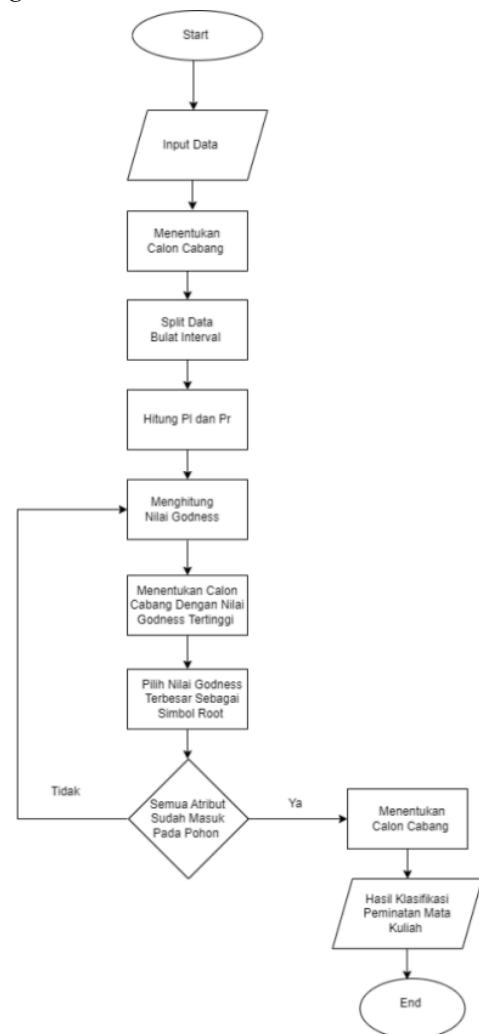 Start
Input Data
Menentukan
Calon Cabang
Split Data
Bulat Interval
Hitung Pl dan Pr
Menghitung
Nilai Godness
Menentukan Calon
Cabang Dengan Nilai
Godness Tertinggi
Pilih Nilai Godness
Terbesar Sebagai
Simbol Root
Tidak
Semua Atribut
Sudah Masuk
Pada Pohon
Ya
Menentukan
Calon Cabang
Hasil Klasifikasi
Peminatan Mata
Kuliah
End